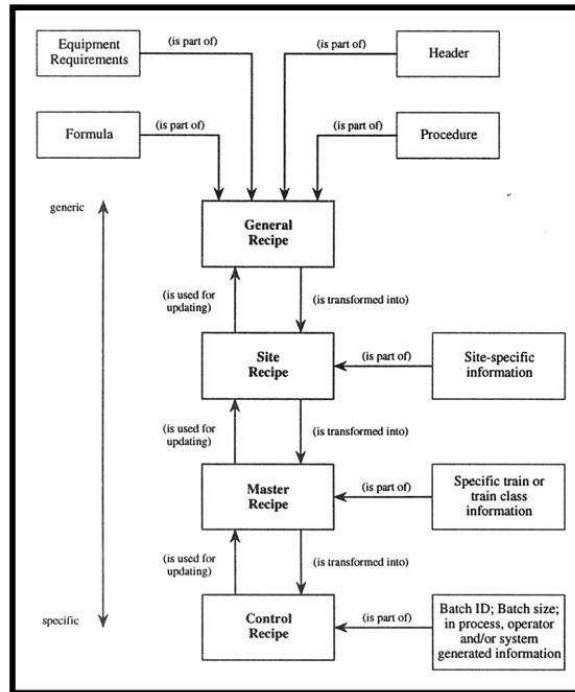 Equipment
Requirements
(is part of)
(is part of)
Header
Formula
(is part of)
(is part of)
Procedure
generic
General
Recipe
(is used for
updating)
(is transformed into)
Site
Recipe
(is part of)
Site-specific
information
(is used for
updating)
(is transformed into)
Master
Recipe
(is part of)
Specific train or
train class
information
(is used for
updating)
(is transformed into)
specific
Control
Recipe
(is part of)
Batch ID; Batch size;
in process, operator
and/or system
generated information